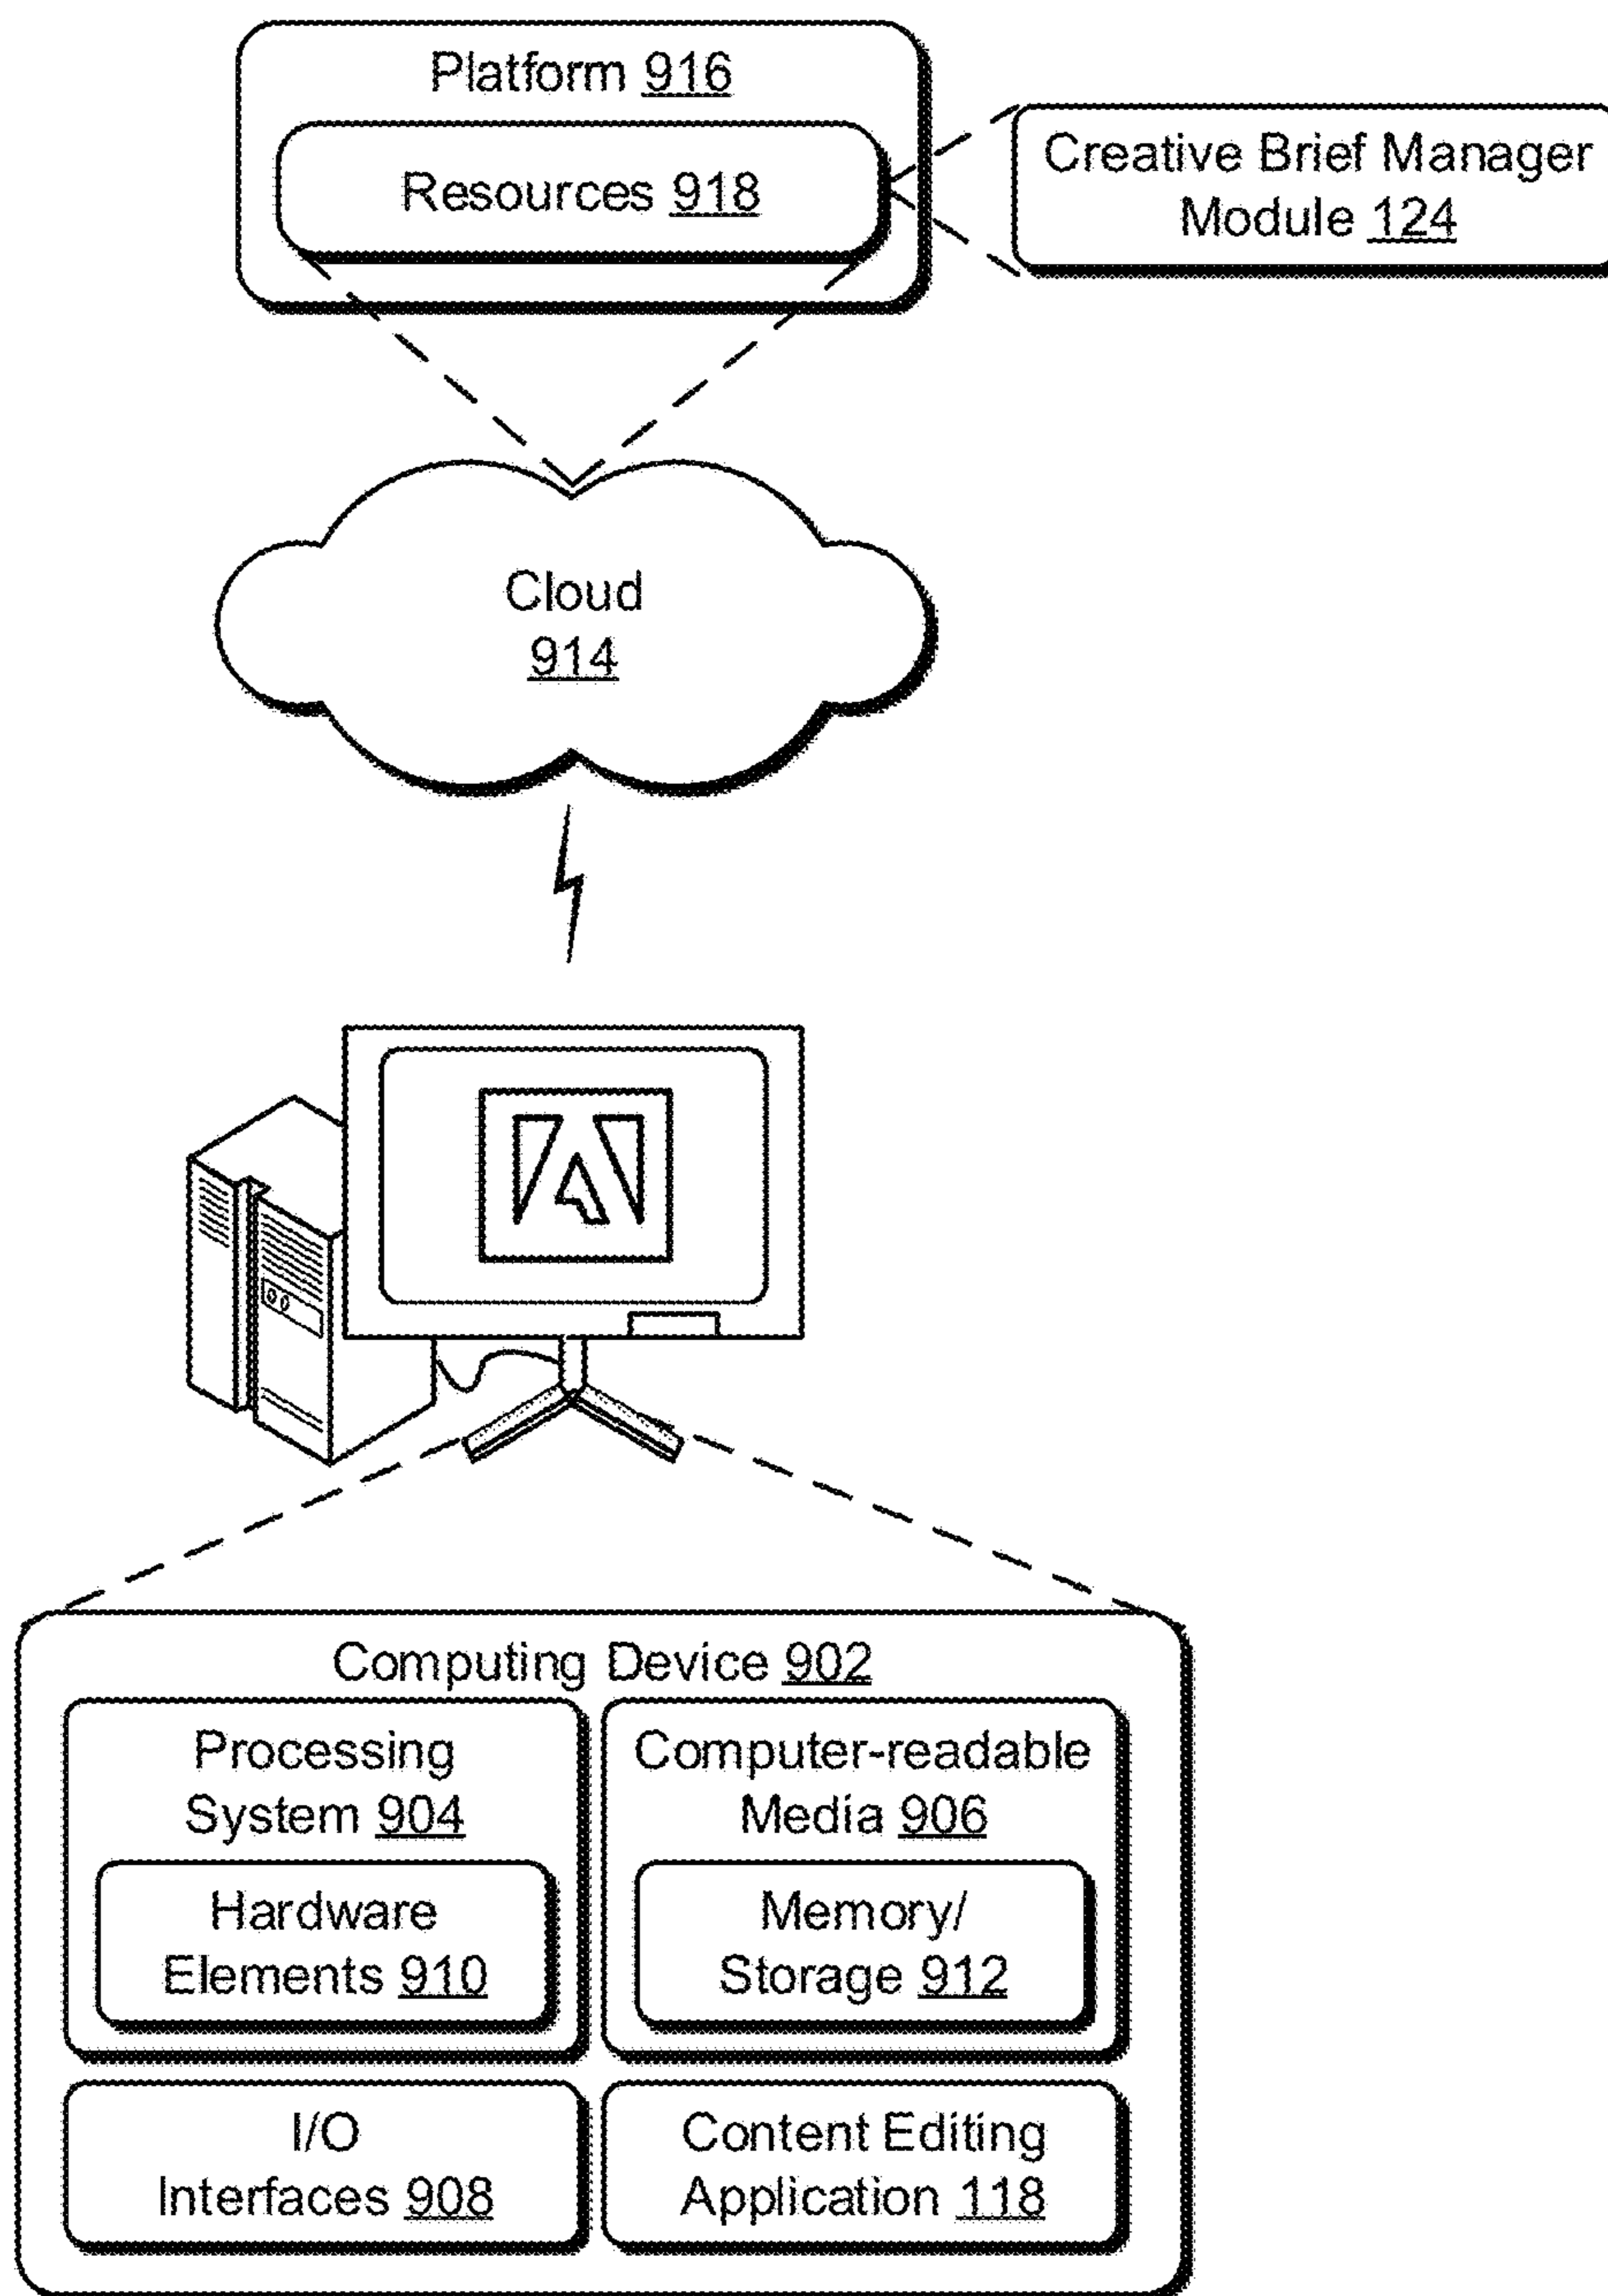 Platform 916
Resources 918
Creative Brief Manager
Module 124
Cloud
914
Computing Device 902
Processing
System 904
Hardware
Elements 910
Computer-readable
Media 906
Memory/
Storage 912
I/O
Interfaces 908
Content Editing
Application 118